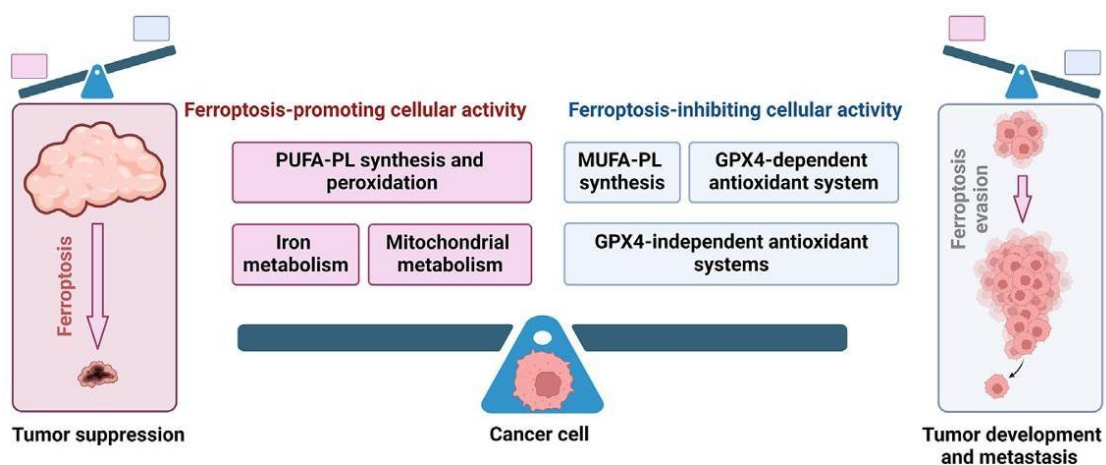 Ferroptosis-promoting cellular activity
Ferroptosis-inhibiting cellular activity
PUFA-PL synthesis and
peroxidation
MUFA-PL
synthesis
GPX4-dependent
antioxidant system
Iron
metabolism
Mitochondrial
metabolism
GPX4-independent antioxidant
systems
Ferroptosis
Ferroptosis
evasion
Tumor suppression
Cancer cell
Tumor development
and metastasis